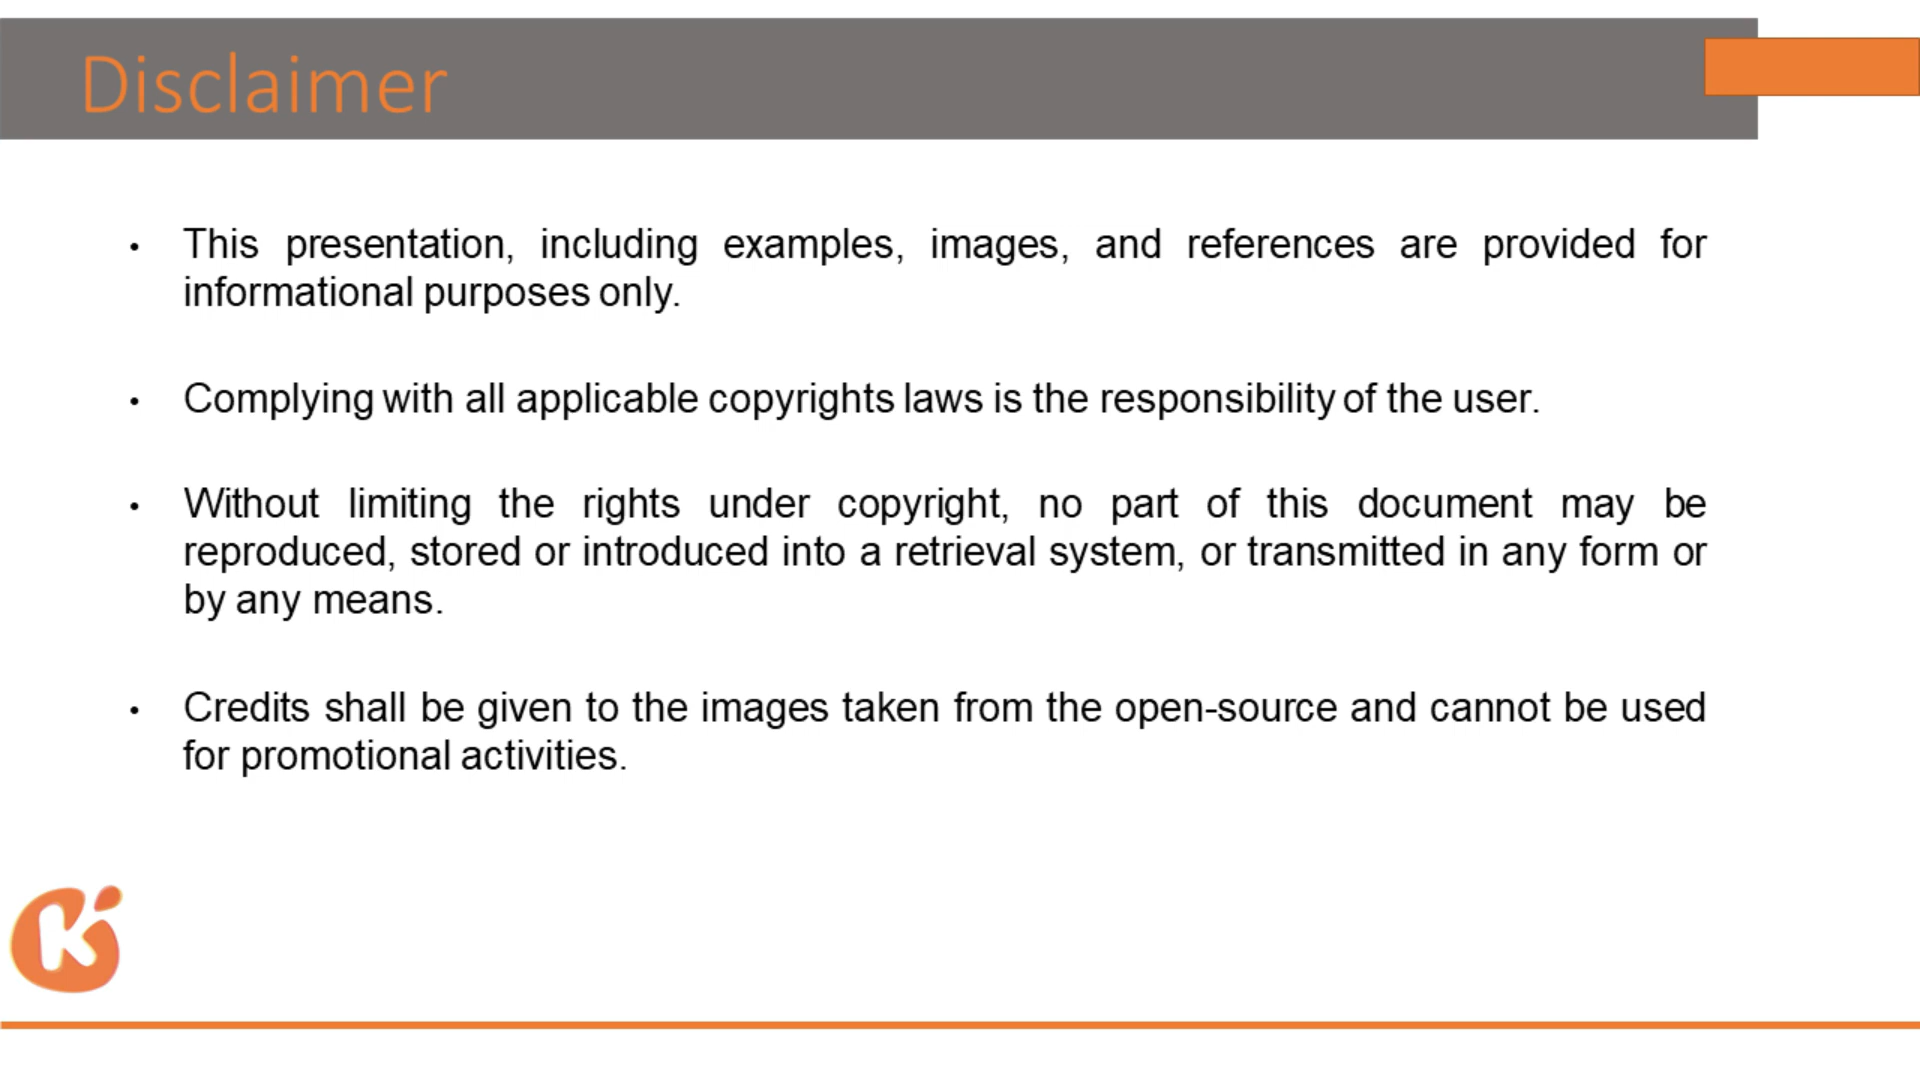 Disclaimer
• This presentation, including examples, images, and references are provided for
informational purposes only.
• Complying with all applicable copyrights laws is the responsibility of the user.
• Without limiting the rights under copyright, no part of this document may be
reproduced, stored or introduced into a retrieval system, or transmitted in any form or
by any means.
• Credits shall be given to the images taken from the open-source and cannot be used
for promotional activities.
K